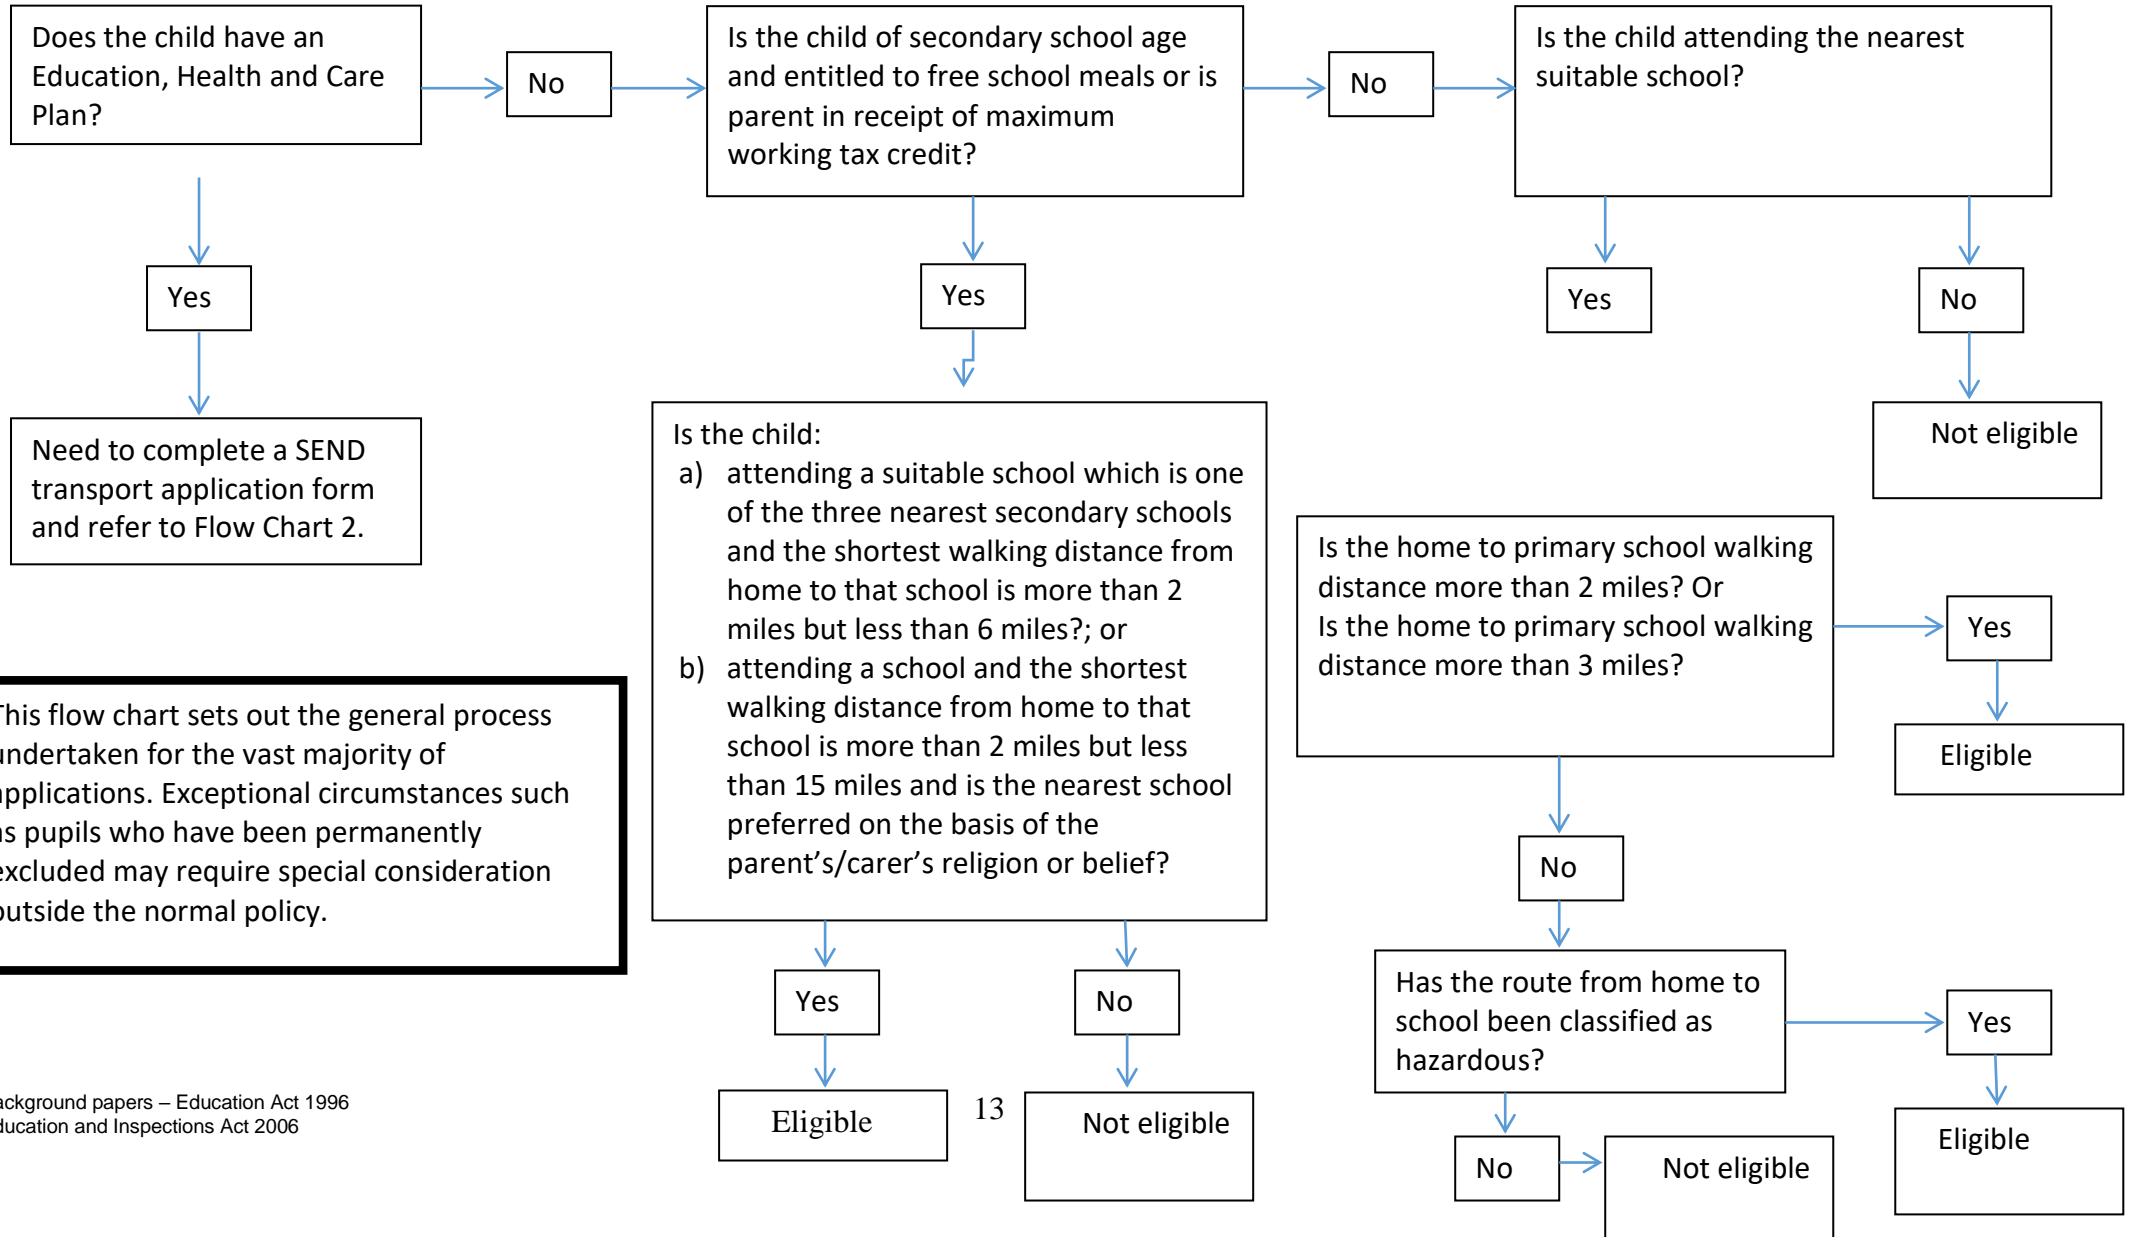 Does the child have an
Education, Health and Care
Plan?
No
Is the child of secondary school age
and entitled to free school meals or is
parent in receipt of maximum
working tax credit?
No
Is the child attending the nearest
suitable school?
Yes
Yes
Yes
No
Need to complete a SEND
transport application form
and refer to Flow Chart 2.
Is the child:
a) attending a suitable school which is one
of the three nearest secondary schools
and the shortest walking distance from
home to that school is more than 2
miles but less than 6 miles?; or
b) attending a school and the shortest
walking distance from home to that
school is more than 2 miles but less
than 15 miles and is the nearest school
preferred on the basis of the
parent’s/carer’s religion or belief?
Not eligible
Is the home to primary school walking
distance more than 2 miles? Or
Is the home to primary school walking
distance more than 3 miles?
Yes
Eligible
This flow chart sets out the general process
undertaken for the vast majority of
applications. Exceptional circumstances such
as pupils who have been permanently
excluded may require special consideration
outside the normal policy.
No
Yes
No
Has the route from home to
school been classified as
hazardous?
Yes
Eligible
Not eligible
No
Not eligible
Eligible
ackground papers – Education Act 1996
ducation and Inspections Act 2006
13